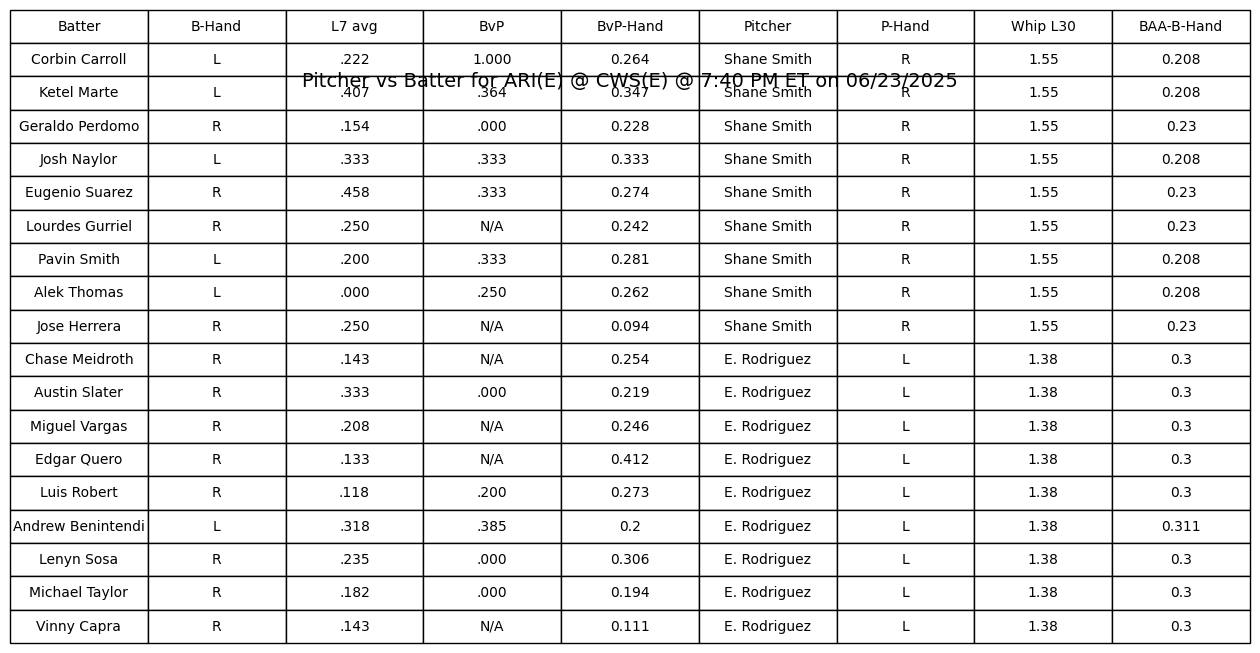 Batter B-Hand L7 avg BvP BvP-Hand Pitcher P-Hand Whip L30 BAA-B-Hand
Corbin Carroll L .222 1.000 0.264 Shane Smith R 1.55 0.208
Pitcher vs Batter for ARI(E) @ CWS(E) @ 7:40 PM ET on 06/23/2025
Ketel Marte L .407 .364 0.347 Shane Smith R 1.55 0.208
Geraldo Perdomo R .154 .000 0.228 Shane Smith R 1.55 0.23
Josh Naylor L .333 .333 0.333 Shane Smith R 1.55 0.208
Eugenio Suarez R .458 .333 0.274 Shane Smith R 1.55 0.23
Lourdes Gurriel R .250 N/A 0.242 Shane Smith R 1.55 0.23
Pavin Smith L .200 .333 0.281 Shane Smith R 1.55 0.208
Alek Thomas L .000 .250 0.262 Shane Smith R 1.55 0.208
Jose Herrera R .250 N/A 0.094 Shane Smith R 1.55 0.23
Chase Meidroth R .143 N/A 0.254 E. Rodriguez L 1.38 0.3
Austin Slater R .333 .000 0.219 E. Rodriguez L 1.38 0.3
Miguel Vargas R .208 N/A 0.246 E. Rodriguez L 1.38 0.3
Edgar Quero R .133 N/A 0.412 E. Rodriguez L 1.38 0.3
Luis Robert R .118 .200 0.273 E. Rodriguez L 1.38 0.3
Andrew Benintendi L .318 .385 0.2 E. Rodriguez L 1.38 0.311
Lenyn Sosa R .235 .000 0.306 E. Rodriguez L 1.38 0.3
Michael Taylor R .182 .000 0.194 E. Rodriguez L 1.38 0.3
Vinny Capra R .143 N/A 0.111 E. Rodriguez L 1.38 0.3